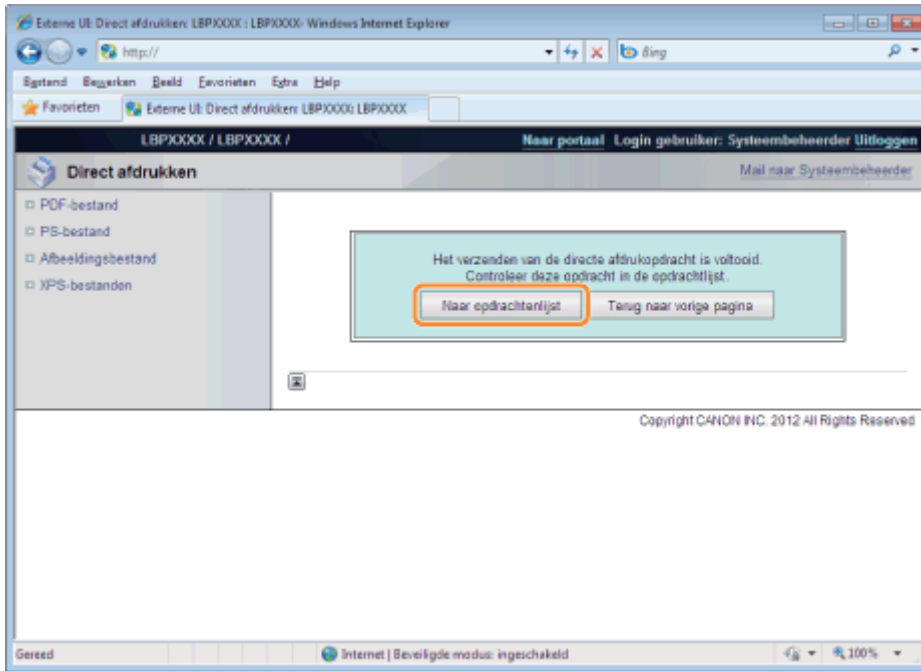 Externe UI: Direct afdrukken: LBPXXXX : LBPXXXX- Windows Internet Explorer
http://
Bing
Bestand Bewerken Beeld Favorieten Extra Help
Favorieten Externe UI: Direct afdrukken: LBPXXXX: LBPXXXX
LBPXXXX / LBPXXXX / Naar portaal Login gebruiker: Systeembeheerder Uitloggen
Direct afdrukken Mail naar Systeembeheerder
PDF-bestand
PS-bestand
Afbeeldingsbestand
XPS-bestanden
Het verzenden van de directe afdrukopdracht is voltooid.
Controleer deze opdracht in de opdrachtlijst.
Naar opdrachtenlijst Terug naar vorige pagina
Copyright CANON INC. 2012 All Rights Reserved
Gereed Internet | Beveiligde modus: ingeschakeld 100%